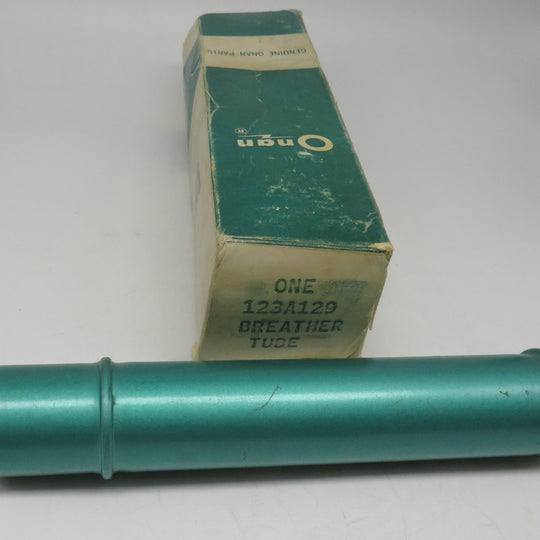 GENUINE ONAN PARTS
Onan
R
ONE
123A129
BREATHER
TUBE